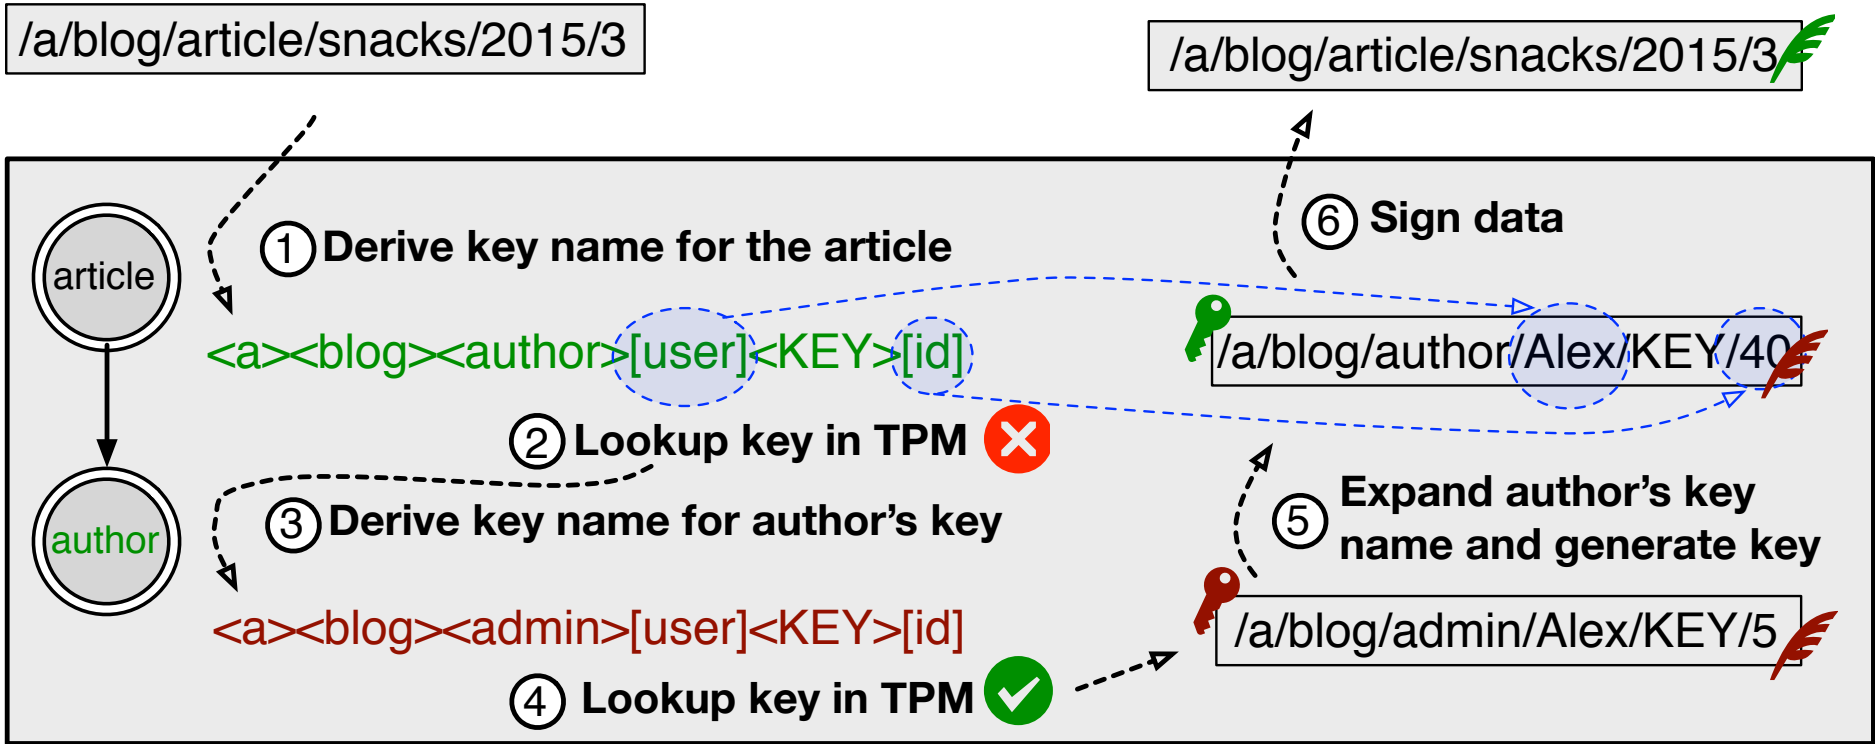 /a/blog/article/snacks/2015/3
/a/blog/article/snacks/2015/3
article
1 Derive key name for the article
6 Sign data
<a><blog><author>[user]<KEY>[id]
/a/blog/author/Alex/KEY/40
2 Lookup key in TPM
author
3 Derive key name for author's key
5 Expand author's key
name and generate key
<a><blog><admin>[user]<KEY>[id]
/a/blog/admin/Alex/KEY/5
4 Lookup key in TPM